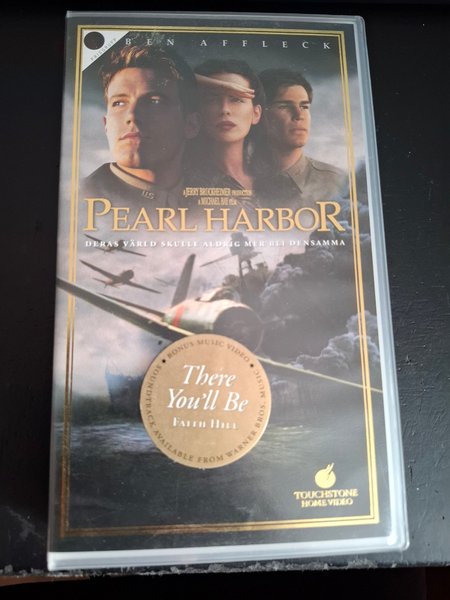 BEN AFFLECK
A JERRY BRUCKHEIMER PRODUCTION
A MICHAEL BAY FILM
PEARL HARBOR
DERAS VÄRLD SKULLE ALDRIG MER BLI DENSAMMA
BONUS MUSIC VIDEO
There
You'll Be
FAITH HILL
SOUNDTRACK AVAILABLE FROM WARNER BROS. MUSIC
TOUCHSTONE
HOME VIDEO